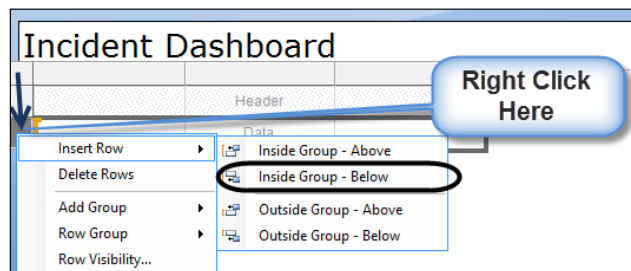 Incident Dashboard
Right Click
Here
Header
Data
Insert Row
Delete Rows
Add Group
Row Group
Row Visibility...
Inside Group - Above
Inside Group - Below
Outside Group - Above
Outside Group - Below